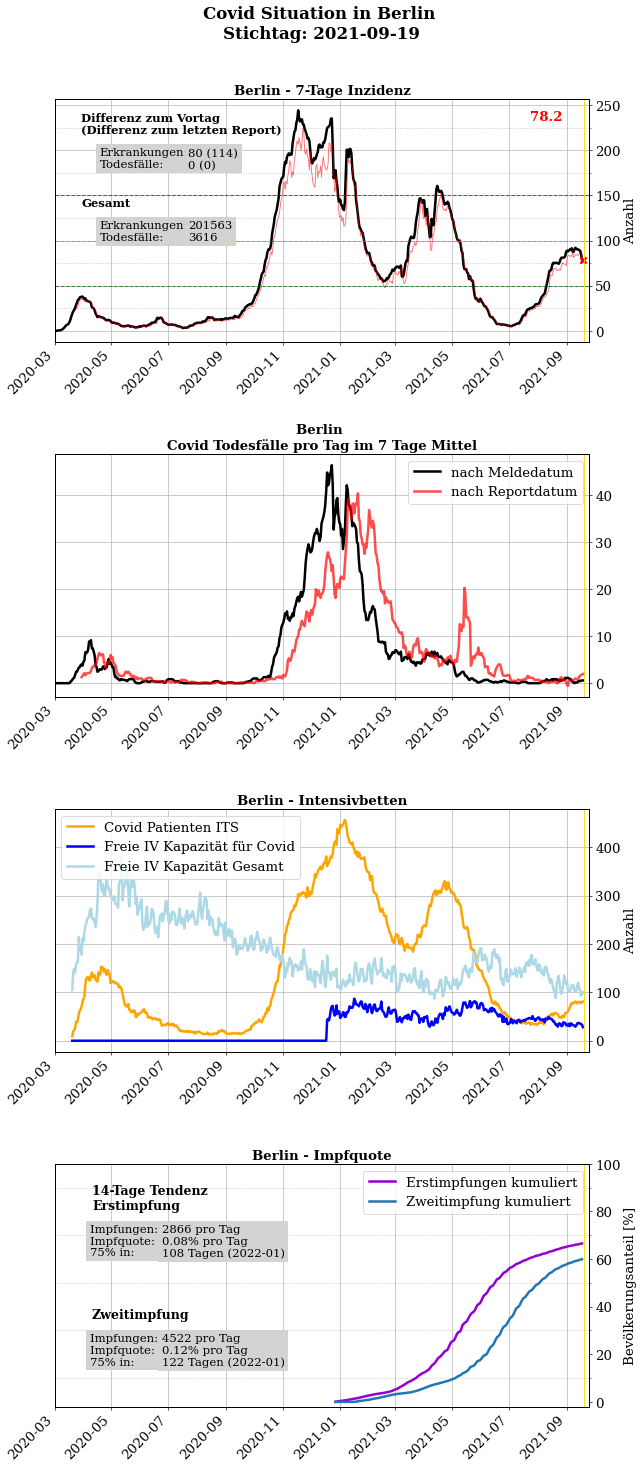 Covid Situation in Berlin
Stichtag: 2021-09-19
Berlin - 7-Tage Inzidenz
Differenz zum Vortag
(Differenz zum letzten Report)
Erkrankungen 80 (114)
Todesfälle: 0 (0)
Gesamt
Erkrankungen 201563
Todesfälle: 3616
78.2
250
200
150
100
50
0
Anzahl
2020-03
2020-05
2020-07
2020-09
2020-11
2021-01
2021-03
2021-05
2021-07
2021-09
Berlin
Covid Todesfälle pro Tag im 7 Tage Mittel
nach Meldedatum
nach Reportdatum
40
30
20
10
0
2020-03
2020-05
2020-07
2020-09
2020-11
2021-01
2021-03
2021-05
2021-07
2021-09
Berlin - Intensivbetten
Covid Patienten ITS
Freie IV Kapazität für Covid
Freie IV Kapazität Gesamt
400
300
200
100
0
Anzahl
2020-03
2020-05
2020-07
2020-09
2020-11
2021-01
2021-03
2021-05
2021-07
2021-09
Berlin - Impfquote
14-Tage Tendenz
Erstimpfung
Impfungen: 2866 pro Tag
Impfquote: 0.08% pro Tag
75% in: 108 Tagen (2022-01)
Zweitimpfung
Impfungen: 4522 pro Tag
Impfquote: 0.12% pro Tag
75% in: 122 Tagen (2022-01)
Erstimpfungen kumuliert
Zweitimpfung kumuliert
100
80
60
40
20
0
Bevölkerungsanteil [%]
2020-03
2020-05
2020-07
2020-09
2020-11
2021-01
2021-03
2021-05
2021-07
2021-09